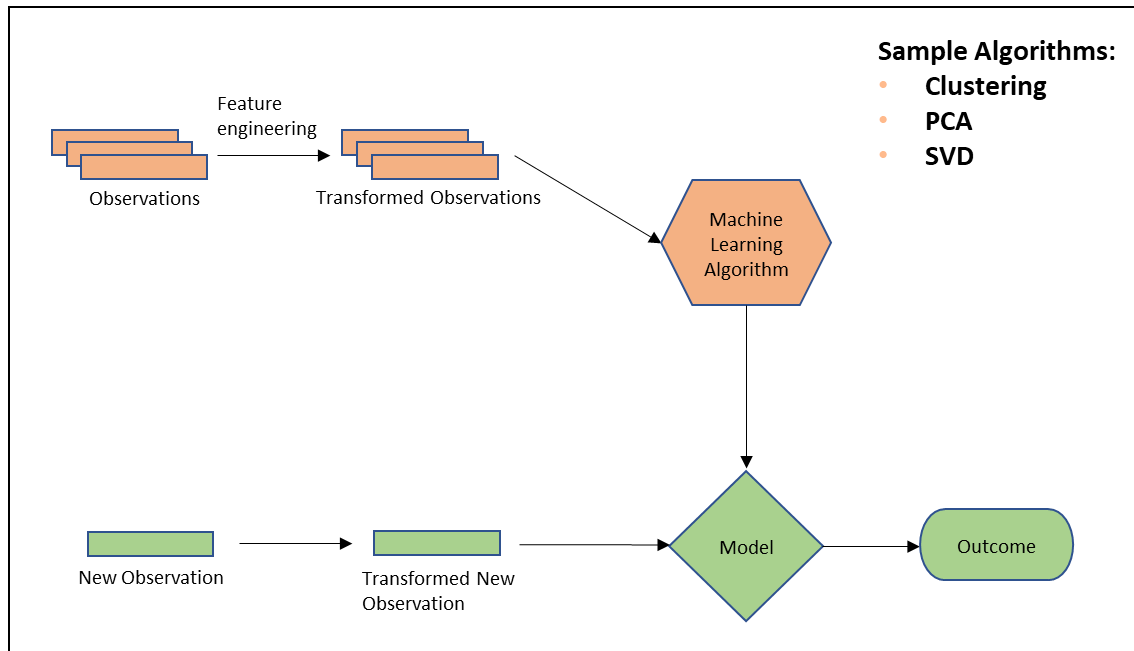 Sample Algorithms:
• Clustering
• PCA
• SVD
Feature
engineering
Observations
Transformed Observations
Machine
Learning
Algorithm
New Observation
Transformed New
Observation
Model
Outcome